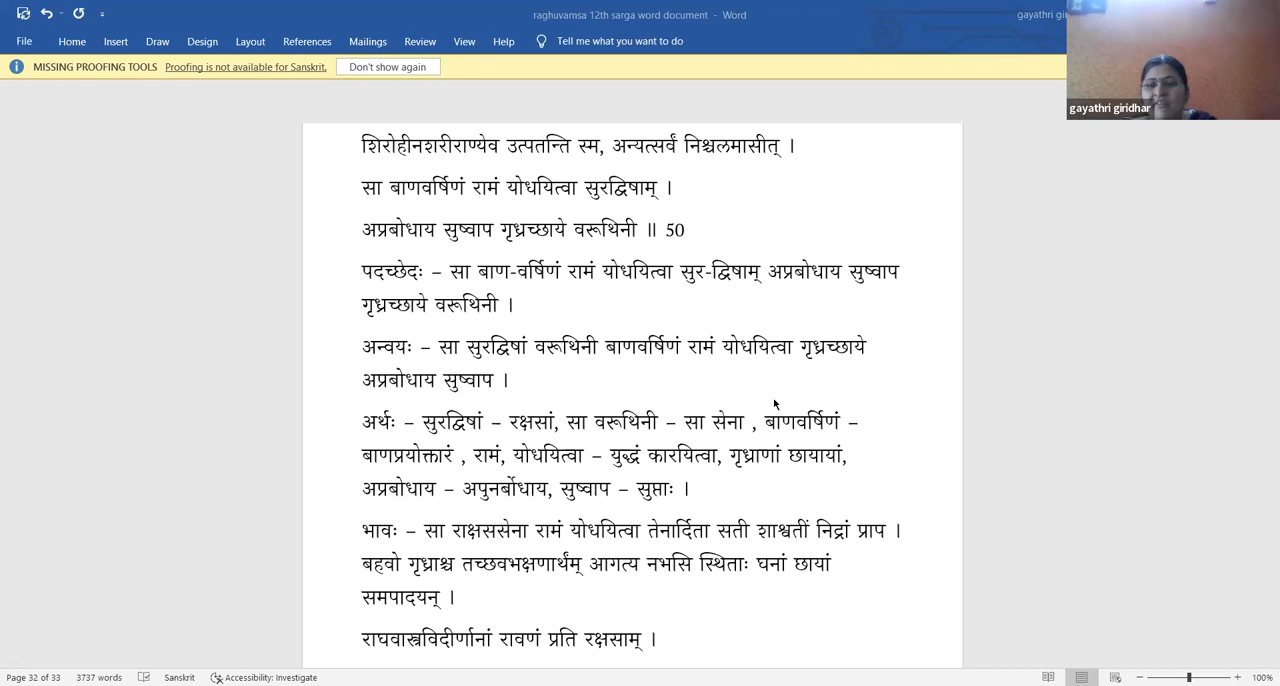 raghuvamsa 12th sarga word document - Word
gayathri gir
File Home Insert Draw Design Layout References Mailings Review View Help Tell me what you want to do
MISSING PROOFING TOOLS Proofing is not available for Sanskrit. Don't show again
gayathri giridhar
शिरोहीनशरीराण्येव उत्पतन्ति स्म, अन्यत्सर्वं निश्चलमासीत् ।
सा बाणवर्षिणं रामं योधयित्वा सुरद्विषाम् ।
अप्रबोधाय सुष्वाप गृध्रच्छाये वरूथिनी ॥ 50
पदच्छेदः – सा बाण-वर्षिणं रामं योधयित्वा सुर-द्विषाम् अप्रबोधाय सुष्वाप
गृध्रच्छाये वरूथिनी ।
अन्वयः – सा सुरद्विषां वरूथिनी बाणवर्षिणं रामं योधयित्वा गृध्रच्छाये
अप्रबोधाय सुष्वाप ।
अर्थः – सुरद्विषां – रक्षसां, सा वरूथिनी – सा सेना , बाणवर्षिणं –
बाणप्रयोक्तारं , रामं, योधयित्वा – युद्धं कारयित्वा, गृध्राणां छायायां,
अप्रबोधाय – अपुनर्बोधाय, सुष्वाप – सुप्ताः ।
भावः – सा राक्षससेना रामं योधयित्वा तेनार्दिता सती शाश्वतीं निद्रां प्राप ।
बहवो गृध्राश्च तच्छवभक्षणार्थम् आगत्य नभसि स्थिताः घनां छायां
समपादयन् ।
राघवास्त्रविदीर्णानां रावणं प्रति रक्षसाम् ।
Page 32 of 33 3737 words Sanskrit Accessibility: Investigate 100%